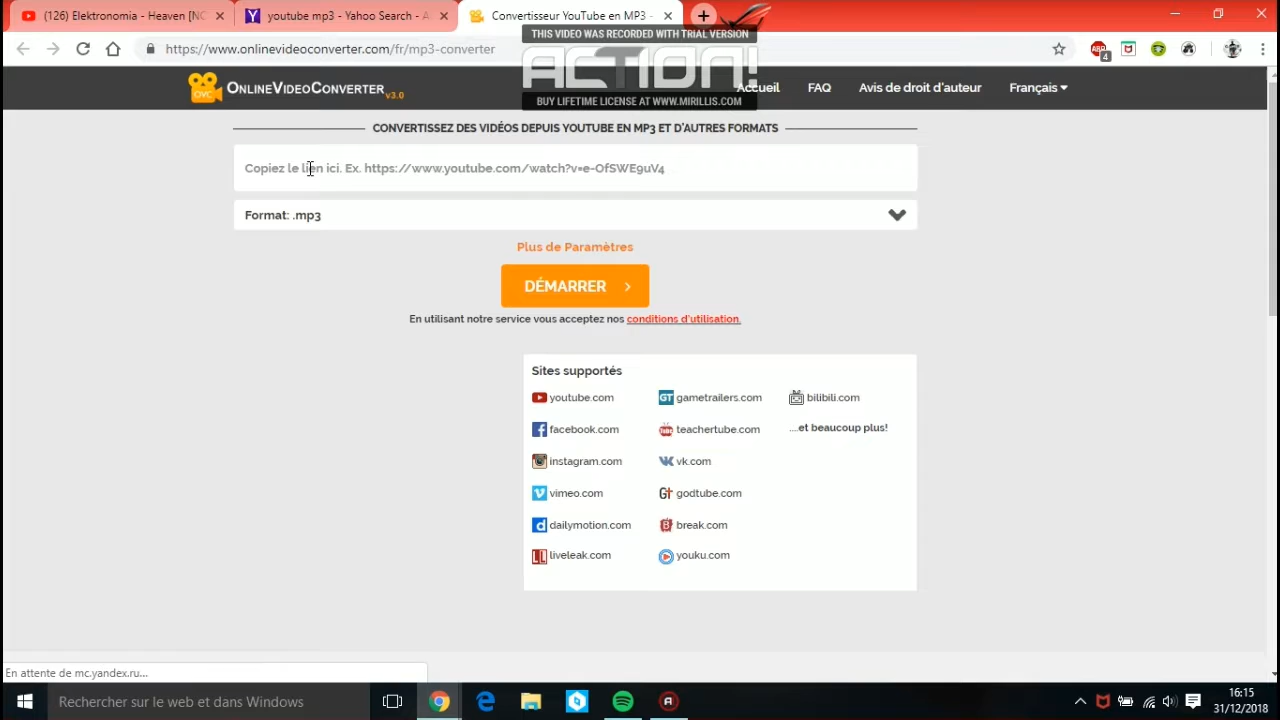 (126) Elektronomia - Heaven [NC
youtube mp3 - Yahoo Search - A
Convertisseur YouTube en MP3 -
THIS VIDEO WAS RECORDED WITH TRIAL VERSION
ACTION!
BUY LIFETIME LICENSE AT WWW.MIRILLIS.COM
https://www.onlinevideoconverter.com/fr/mp3-converter
ABP
4
OVC
ONLINEVIDEOCONVERTER v3.0
Accueil
FAQ
Avis de droit d'auteur
Français
CONVERTISSEZ DES VIDÉOS DEPUIS YOUTUBE EN MP3 ET D'AUTRES FORMATS
Copiez le lien ici. Ex. https://www.youtube.com/watch?v=e-OfSWE9uV4
Format: .mp3
Plus de Paramètres
DÉMARRER
En utilisant notre service vous acceptez nos conditions d'utilisation.
Sites supportés
youtube.com
gametrailers.com
bilibili.com
facebook.com
teachertube.com
....et beaucoup plus!
instagram.com
vk.com
vimeo.com
godtube.com
dailymotion.com
break.com
liveleak.com
youku.com
En attente de mc.yandex.ru...
Rechercher sur le web et dans Windows
16:15
31/12/2018